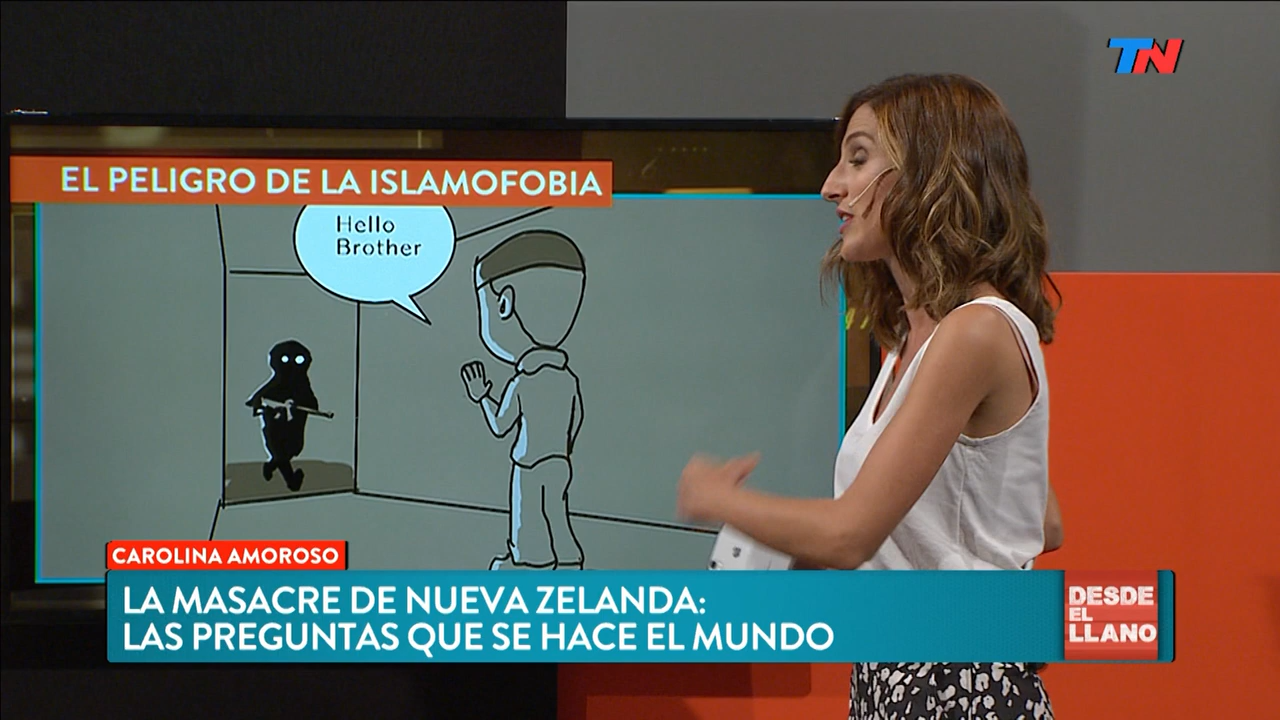 TN
EL PELIGRO DE LA ISLAMOFOBIA
Hello
Brother
CAROLINA AMOROSO
LA MASACRE DE NUEVA ZELANDA:
LAS PREGUNTAS QUE SE HACE EL MUNDO
DESDE
EL
LLANO